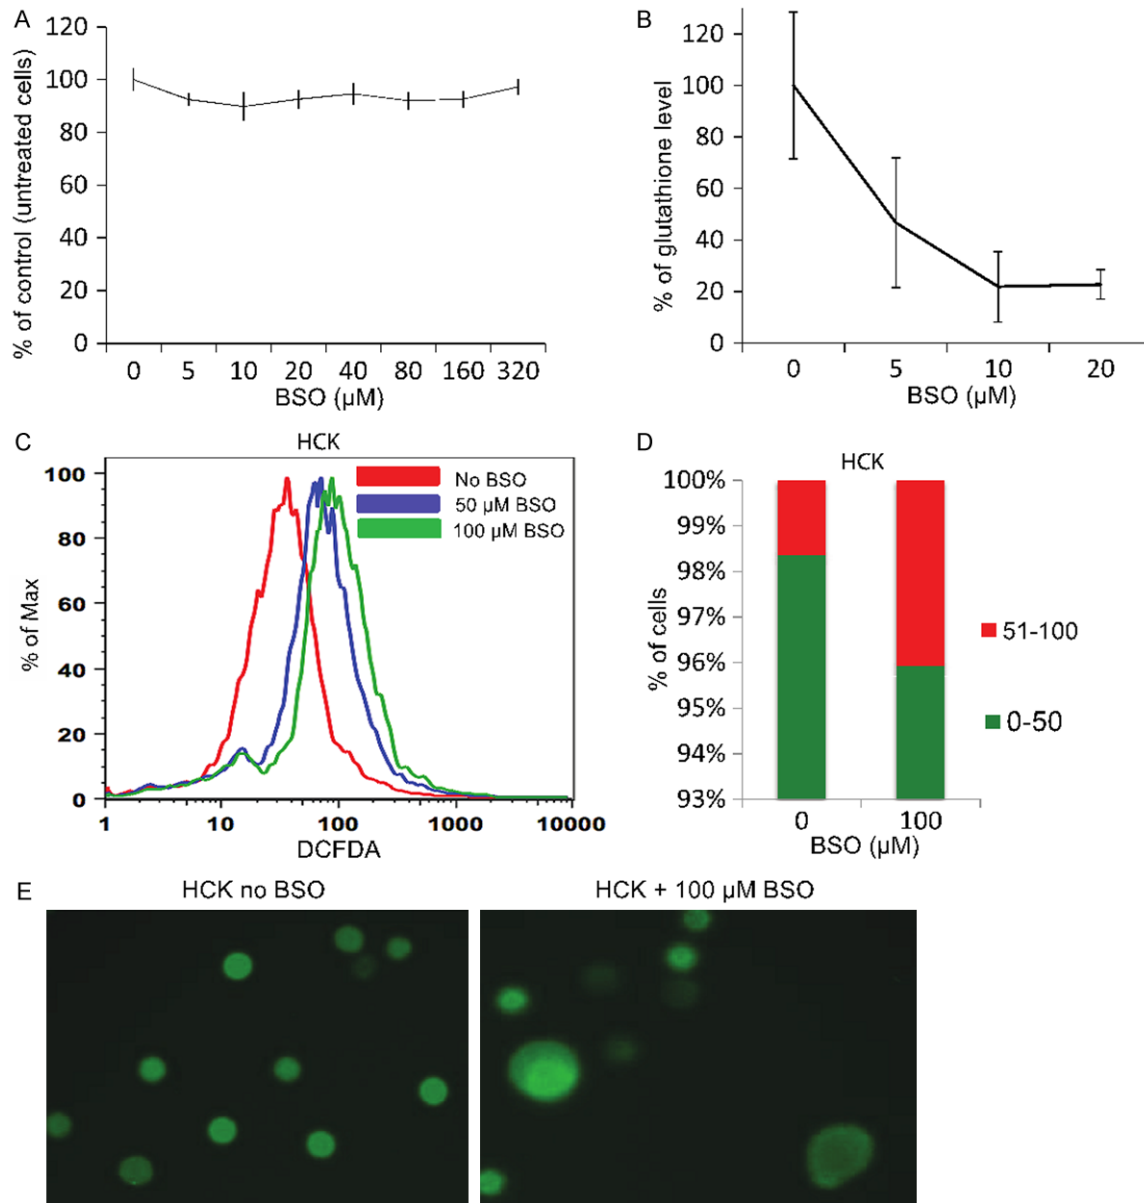 A
% of control (untreated cells)
120
100
80
60
40
20
0
0 5 10 20 40 80 160 320
BSO (µM)
B
% of glutathione level
120
100
80
60
40
20
0
0 5 10 20
BSO (µM)
C
HCK
% of Max
100
80
60
40
20
0
No BSO
50 µM BSO
100 µM BSO
1 10 100 1000 10000
DCFDA
D
HCK
% of cells
100%
99%
98%
97%
96%
95%
94%
93%
51-100
0-50
0 100
BSO (µM)
E
HCK no BSO
HCK + 100 µM BSO